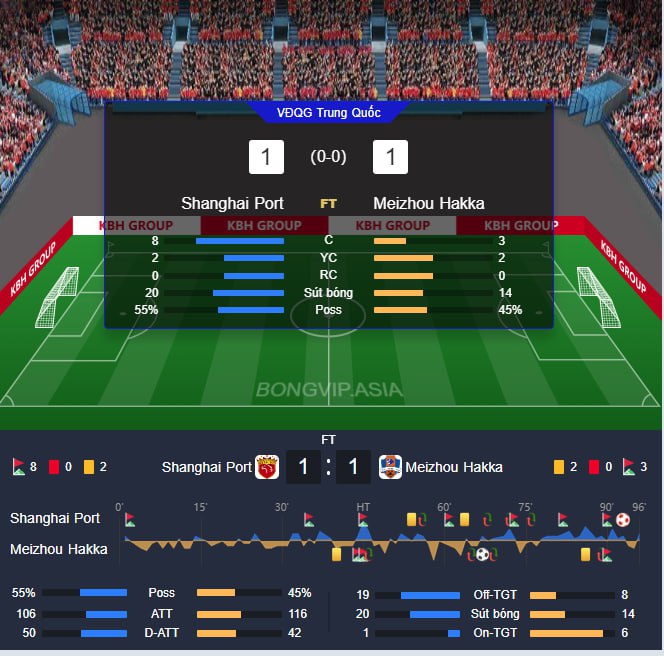 VĐQG Trung Quốc
1 (0-0) 1
Shanghai Port FT Meizhou Hakka
KBH GROUP KBH GROUP KBH GROUP KBH GROUP
KBH GROUP KBH GROUP
8 C 3
2 YC 2
0 RC 0
20 Sút bóng 14
55% Poss 45%
BONGVIP.ASIA
FT
8 0 2 Shanghai Port 1 : 1 Meizhou Hakka 2 0 3
0' 15' 30' HT 60' 75' 90' 96'
Shanghai Port
Meizhou Hakka
55% Poss 45% 19 Off-TGT 8
106 ATT 116 20 Sút bóng 14
50 D-ATT 42 1 On-TGT 6